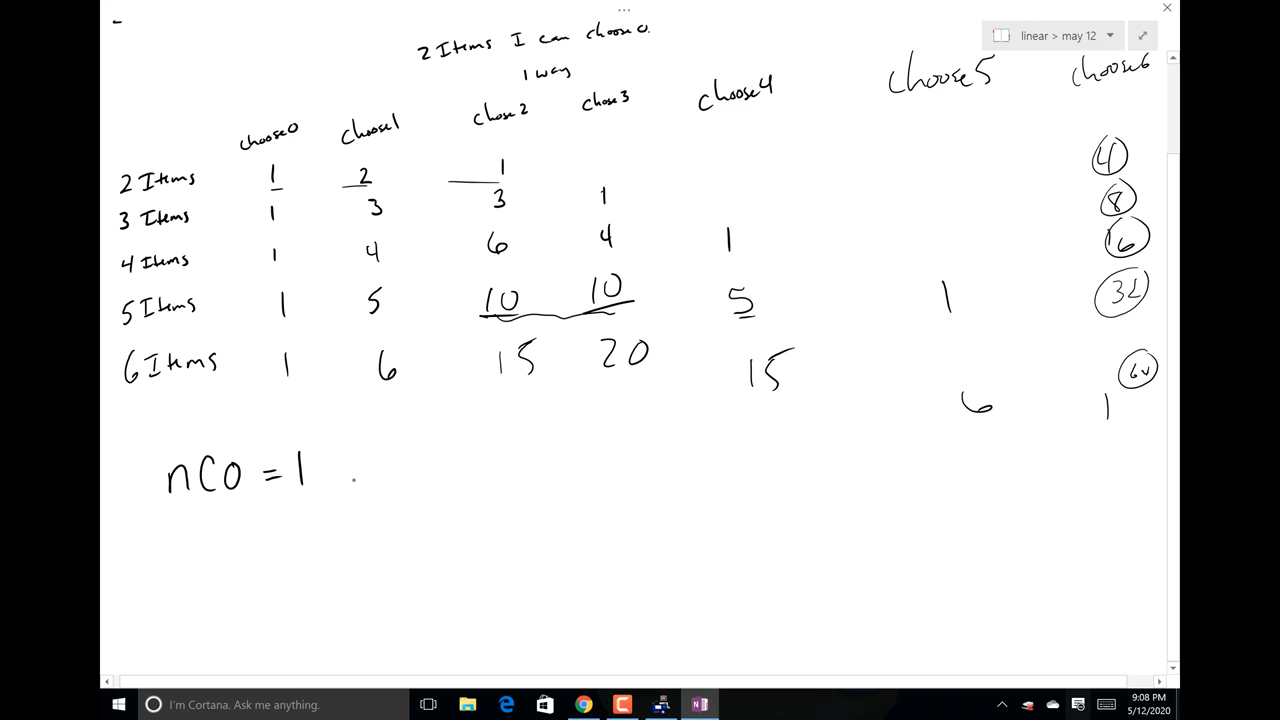 linear > may 12
2 Items I can choose 0.
1 way
choose0 choose1 chose2 chose3 choose4 choose5 choose6
2 Items 1 2 1 4
3 Items 1 3 3 1 8
4 Items 1 4 6 4 1 16
5 Items 1 5 10 10 5 1 32
6 Items 1 6 15 20 15 6 1 64
nC0 = 1
I'm Cortana. Ask me anything.
9:08 PM
5/12/2020